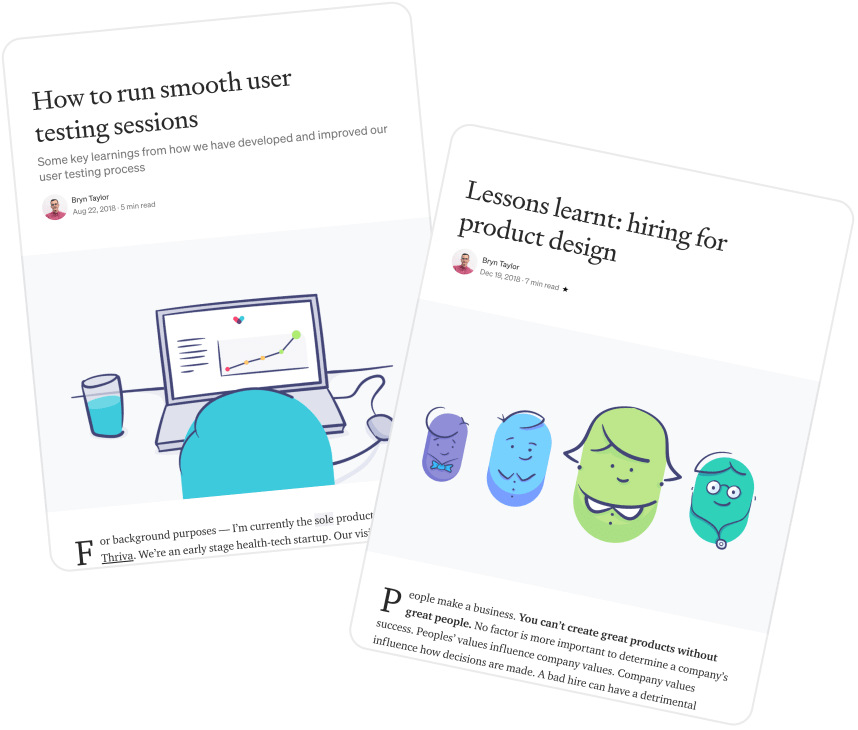 How to run smooth user
testing sessions
Some key learnings from how we have developed and improved our
user testing process
Bryn Taylor
Aug 22, 2018 · 5 min read
For background purposes — I’m currently the sole product
Thriva. We’re an early stage health-tech startup. Our
Lessons learnt: hiring for
product design
Bryn Taylor
Dec 19, 2018 · 7 min read ★
People make a business. You can’t create great products without
great people. No factor is more important to determine a company’s
success. Peoples’ values influence company values. Company values
influence how decisions are made. A bad hire can have a detrimental